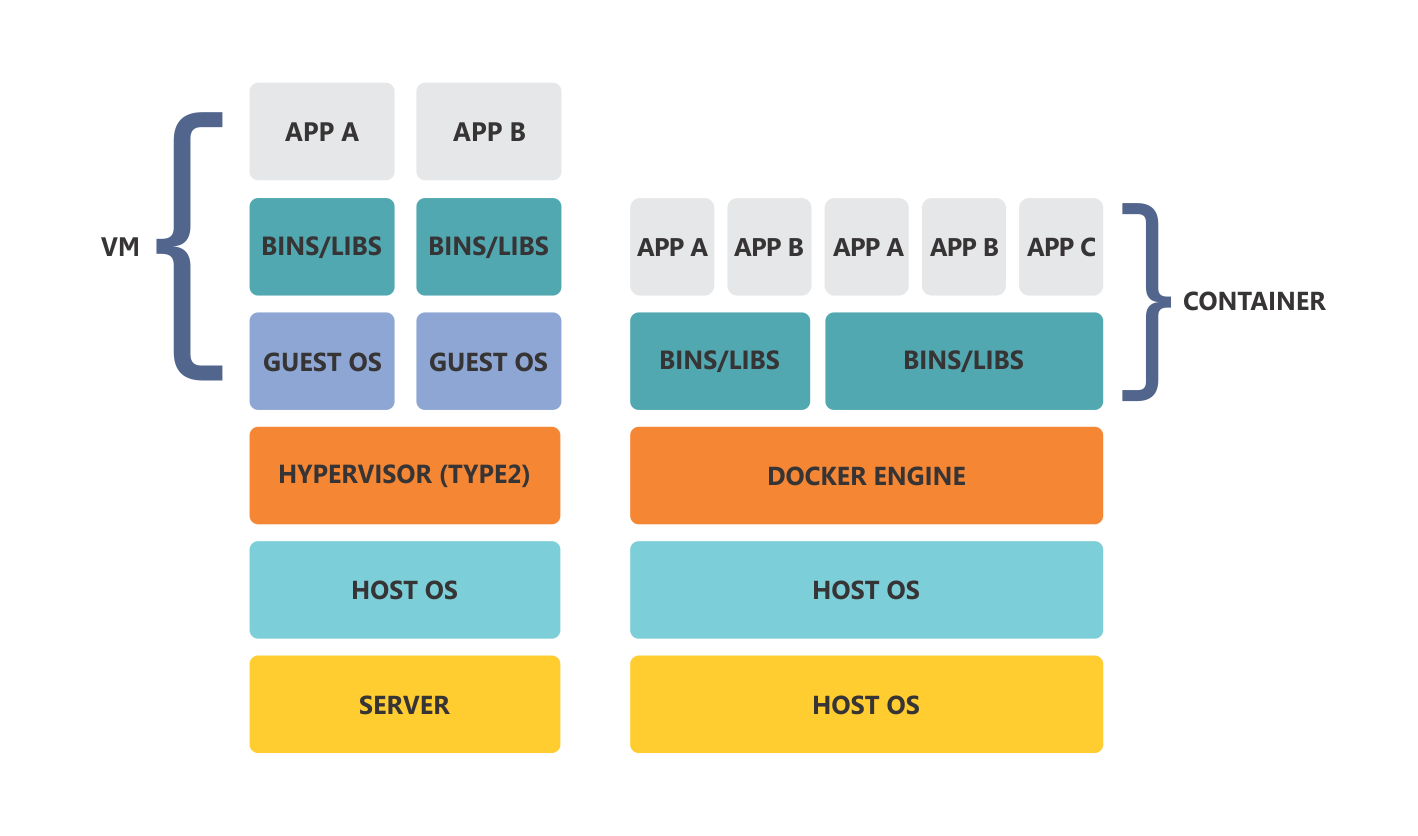 APP A
APP B
VM
BINS/LIBS
BINS/LIBS
GUEST OS
GUEST OS
HYPERVISOR (TYPE2)
HOST OS
SERVER
APP A
APP B
APP A
APP B
APP C
CONTAINER
BINS/LIBS
BINS/LIBS
DOCKER ENGINE
HOST OS
HOST OS